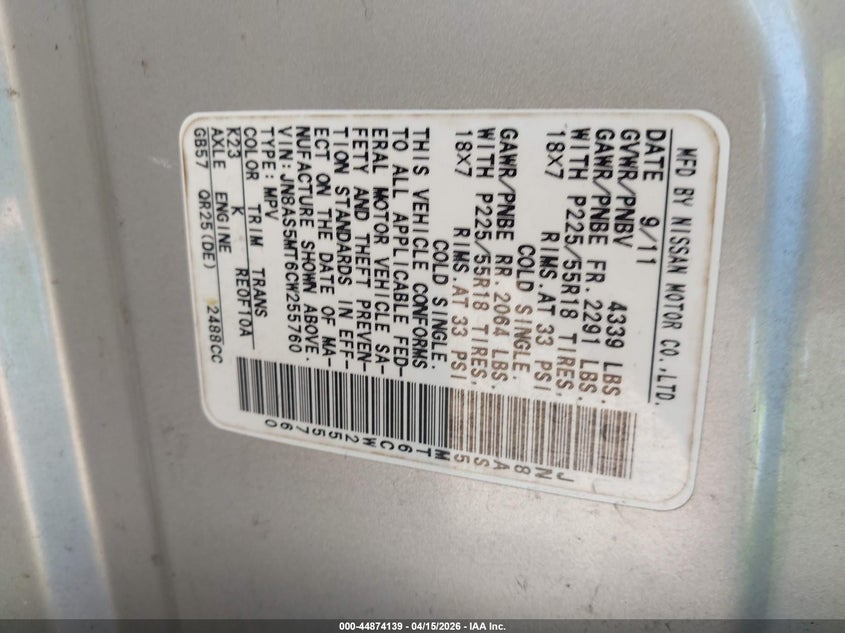 MFD BY NISSAN MOTOR CO.,LTD.
DATE 9/11
GVWR/PNBV 4339 LBS.
GAWR/PNBE FR. 2291 LBS.
WITH P225/55R18 TIRES,
18X7 RIMS.AT 33 PSI
COLD SINGLE.
GAWR/PNBE RR. 2064 LBS.
WITH P225/55R18 TIRES,
18X7 RIMS.AT 33 PSI
COLD SINGLE.
THIS VEHICLE CONFORMS
TO ALL APPLICABLE FED-
ERAL MOTOR VEHICLE SA-
FETY AND THEFT PREVEN-
TION STANDARDS IN EFF-
ECT ON THE DATE OF MA-
NUFACTURE SHOWN ABOVE.
VIN:JN8AS5MT6CW255760
TYPE:MPV
COLOR TRIM TRANS
K23 K RE0F10A
AXLE ENGINE
GB57 QR25(DE) 2488CC
JN8AS5MT6CW255760
000-44874139 - 04/15/2026 - IAA Inc.